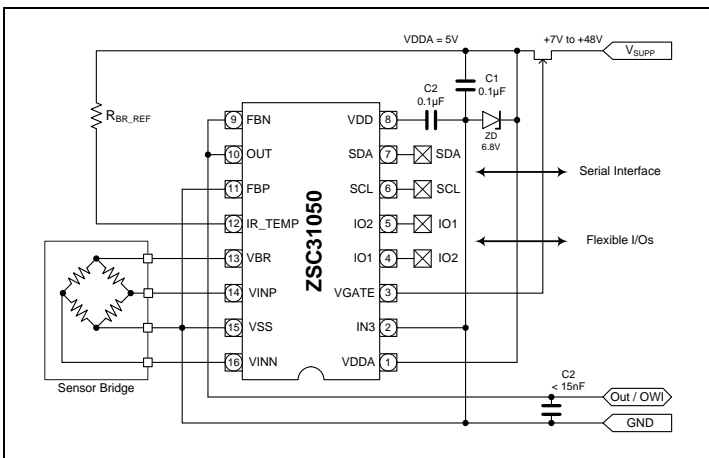 VDDA = 5V
+7V to +48V
VSUPP
C1
0.1µF
C2
0.1µF
RBR_REF
ZD
6.8V
9 FBN
VDD 8
10 OUT
SDA 7 SDA
Serial Interface
11 FBP
SCL 6 SCL
12 IR_TEMP
IO2 5 IO1
Flexible I/Os
13 VBR
IO1 4 IO2
14 VINP
VGATE 3
15 VSS
IN3 2
16 VINN
VDDA 1
ZSC31050
Sensor Bridge
C2
< 15nF
Out / OWI
GND